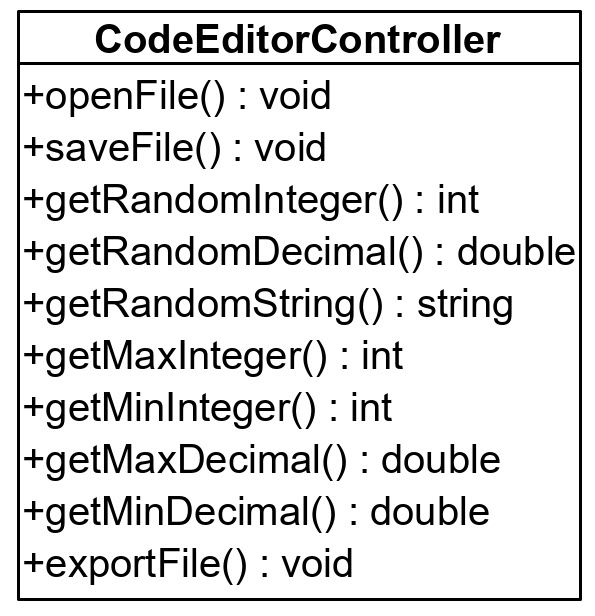 CodeEditorController
+openFile() : void
+saveFile() : void
+getRandomInteger() : int
+getRandomDecimal() : double
+getRandomString() : string
+getMaxInteger() : int
+getMinInteger() : int
+getMaxDecimal() : double
+getMinDecimal() : double
+exportFile() : void